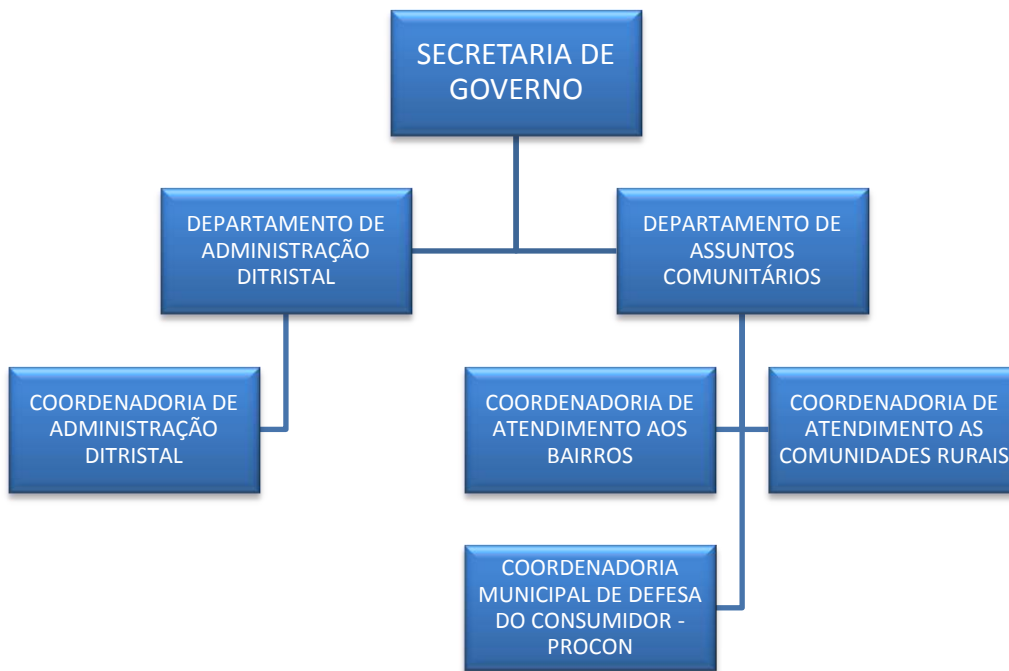 SECRETARIA DE
GOVERNO
DEPARTAMENTO DE
ADMINISTRAÇÃO
DITRISTAL
DEPARTAMENTO DE
ASSUNTOS
COMUNITÁRIOS
COORDENADORIA DE
ADMINISTRAÇÃO
DITRISTAL
COORDENADORIA DE
ATENDIMENTO AOS
BAIRROS
COORDENADORIA DE
ATENDIMENTO AS
COMUNIDADES RURAIS
COORDENADORIA
MUNICIPAL DE DEFESA
DO CONSUMIDOR -
PROCON